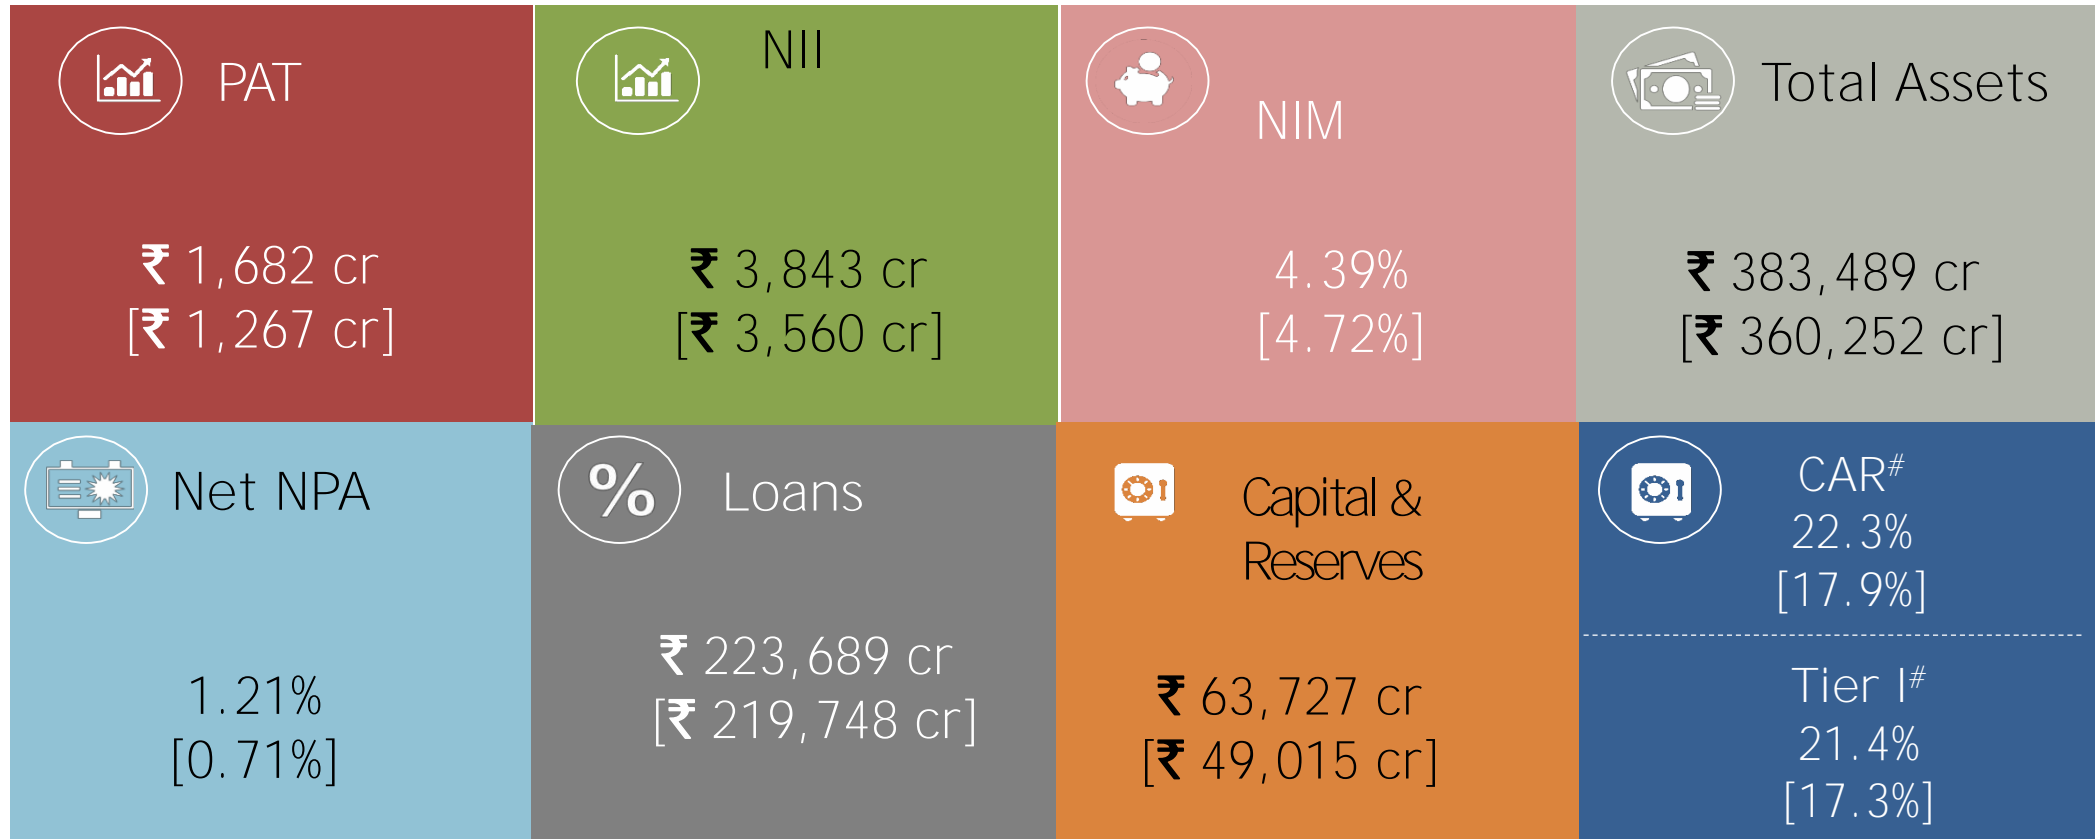 PAT
₹ 1,682 cr
[₹ 1,267 cr]
NII
₹ 3,843 cr
[₹ 3,560 cr]
NIM
4.39%
[4.72%]
Total Assets
₹ 383,489 cr
[₹ 360,252 cr]
Net NPA
1.21%
[0.71%]
%
Loans
₹ 223,689 cr
[₹ 219,748 cr]
Capital &
Reserves
₹ 63,727 cr
[₹ 49,015 cr]
CAR#
22.3%
[17.9%]
Tier I#
21.4%
[17.3%]